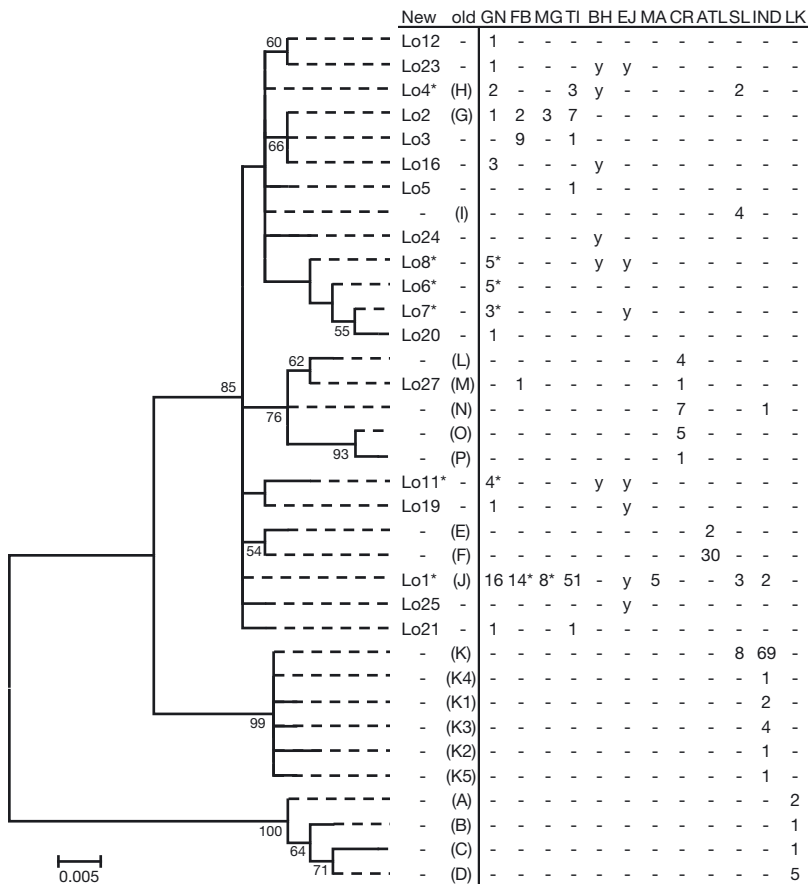 New old GN FB MG TI BH EJ MA CR ATL SL IND LK
60 Lo12 - 1 - - - - - - - - - - -
Lo23 - 1 - - - y y - - - - - -
Lo4* (H) 2 - - 3 y - - - - 2 - -
Lo2 (G) 1 2 3 7 - - - - - - - -
66 Lo3 - - 9 - 1 - - - - - - - -
Lo16 - 3 - - - y - - - - - - -
Lo5 - - - - 1 - - - - - - - -
- (I) - - - - - - - - - 4 - -
Lo24 - - - - - y - - - - - - -
Lo8* - 5* - - - y y - - - - - -
Lo6* - 5* - - - - - - - - - - -
Lo7* - 3* - - - - y - - - - - -
55 Lo20 - 1 - - - - - - - - - - -
62 - (L) - - - - - - - 4 - - - -
85 Lo27 (M) - 1 - - - - - 1 - - - -
76 - (N) - - - - - - - 7 - - 1 -
- (O) - - - - - - - 5 - - - -
93 - (P) - - - - - - - 1 - - - -
Lo11* - 4* - - - y y - - - - - -
Lo19 - 1 - - - - y - - - - - -
- (E) - - - - - - - - 2 - - -
54 - (F) - - - - - - - - 30 - - -
Lo1* (J) 16 14* 8* 51 - y 5 - - 3 2 -
Lo25 - - - - - - y - - - - - -
Lo21 - 1 - - 1 - - - - - - - -
- (K) - - - - - - - - - 8 69 -
- (K4) - - - - - - - - - - 1 -
- (K1) - - - - - - - - - - 2 -
99 - (K3) - - - - - - - - - - 4 -
- (K2) - - - - - - - - - - 1 -
- (K5) - - - - - - - - - - 1 -
- (A) - - - - - - - - - - - 2
100 - (B) - - - - - - - - - - - 1
64 - (C) - - - - - - - - - - - 1
71 - (D) - - - - - - - - - - - 5
0.005